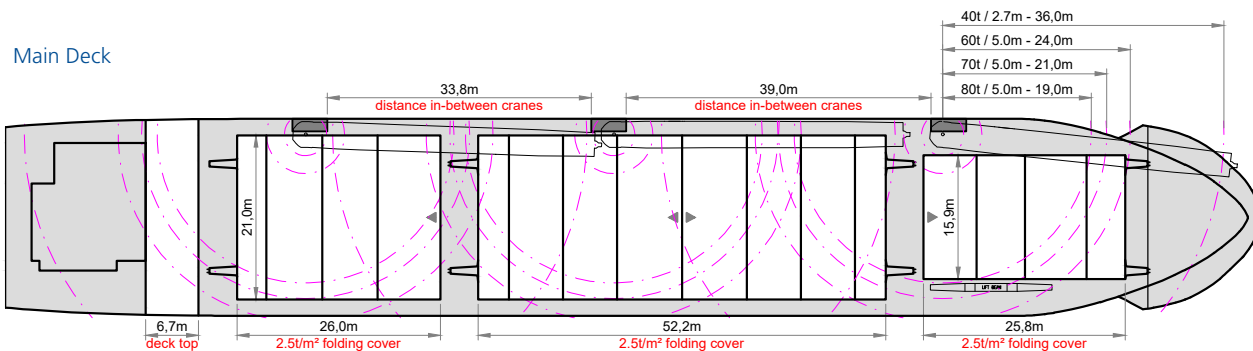 40t / 2.7m - 36,0m
Main Deck
60t / 5.0m - 24,0m
70t / 5.0m - 21,0m
33,8m
39,0m
80t / 5.0m - 19,0m
distance in-between cranes
distance in-between cranes
21,0m
15,9m
LIFT BEAM
6,7m
26,0m
52,2m
25,8m
deck top
2.5t/m² folding cover
2.5t/m² folding cover
2.5t/m² folding cover